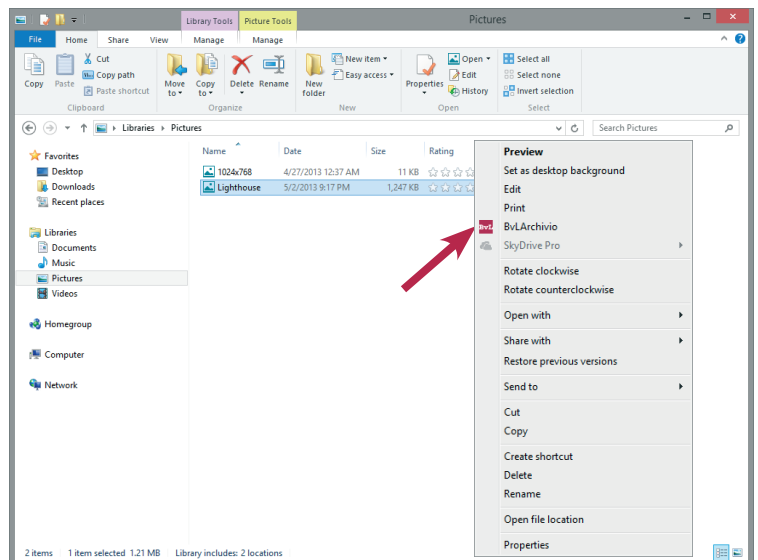 Library Tools Picture Tools Pictures
File Home Share View Manage Manage
Copy
Paste
Cut
Copy path
Paste shortcut
Clipboard
Move to
Copy to
Delete
Rename
Organize
New folder
New item
Easy access
New
Properties
Open
Edit
History
Open
Select all
Select none
Invert selection
Select
Libraries Pictures
Search Pictures
Favorites
Desktop
Downloads
Recent places
Libraries
Documents
Music
Pictures
Videos
Homegroup
Computer
Network
Name Date Size Rating
1024x768 4/27/2013 12:37 AM 11 KB
Lighthouse 5/2/2013 9:17 PM 1,247 KB
Preview
Set as desktop background
Edit
Print
BvL BvLArchivio
SkyDrive Pro
Rotate clockwise
Rotate counterclockwise
Open with
Share with
Restore previous versions
Send to
Cut
Copy
Create shortcut
Delete
Rename
Open file location
Properties
2 items 1 item selected 1.21 MB Library includes: 2 locations